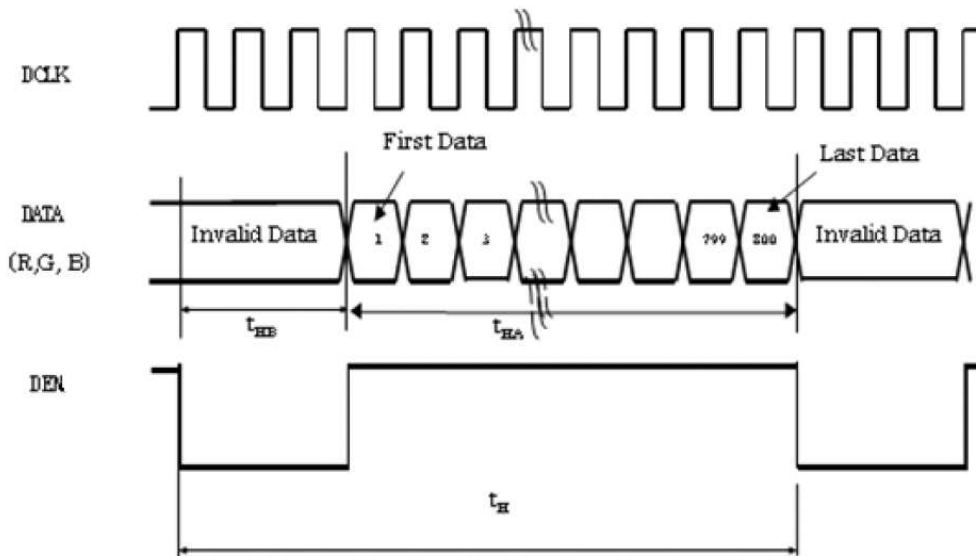 DCLK
First Data
Last Data
DATA
(R,G, B)
Invalid Data
1
2
3
799
800
Invalid Data
tHB
tHA
DEN
tH